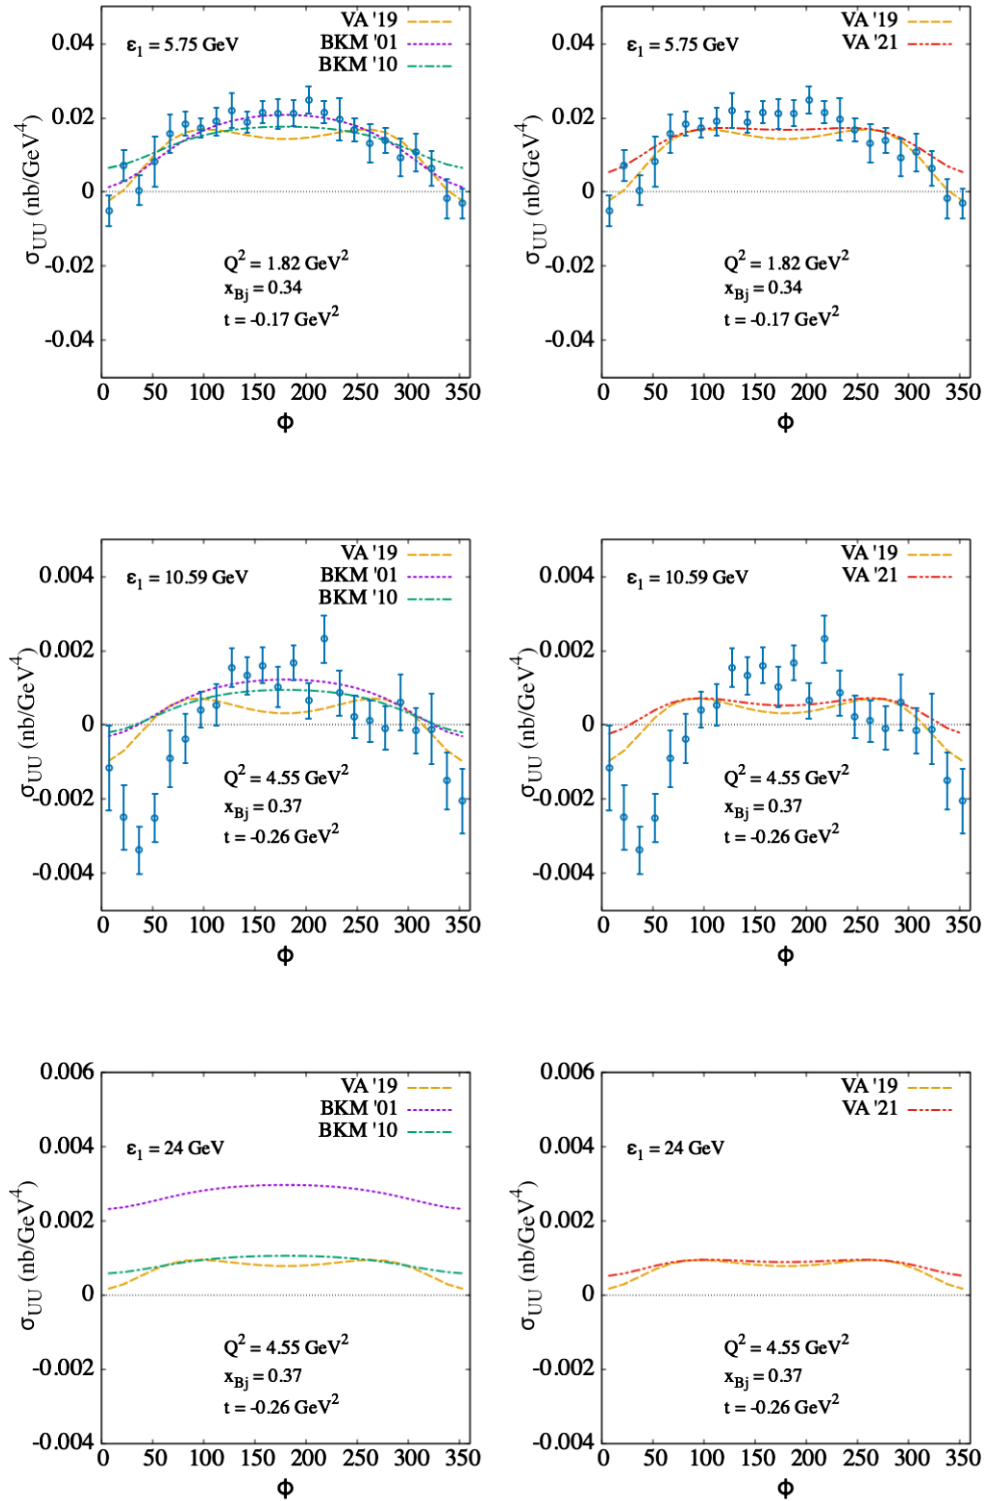 VA '19
BKM '01
BKM '10
ε1 = 5.75 GeV
0.04
0.02
0
-0.02
-0.04
σUU (nb/GeV4)
Q2 = 1.82 GeV2
xBj = 0.34
t = -0.17 GeV2
0 50 100 150 200 250 300 350
Φ
VA '19
VA '21
ε1 = 5.75 GeV
0.04
0.02
0
-0.02
-0.04
σUU (nb/GeV4)
Q2 = 1.82 GeV2
xBj = 0.34
t = -0.17 GeV2
0 50 100 150 200 250 300 350
Φ
VA '19
BKM '01
BKM '10
ε1 = 10.59 GeV
0.004
0.002
0
-0.002
-0.004
σUU (nb/GeV4)
Q2 = 4.55 GeV2
xBj = 0.37
t = -0.26 GeV2
0 50 100 150 200 250 300 350
Φ
VA '19
VA '21
ε1 = 10.59 GeV
0.004
0.002
0
-0.002
-0.004
σUU (nb/GeV4)
Q2 = 4.55 GeV2
xBj = 0.37
t = -0.26 GeV2
0 50 100 150 200 250 300 350
Φ
VA '19
BKM '01
BKM '10
ε1 = 24 GeV
0.006
0.004
0.002
0
-0.002
-0.004
σUU (nb/GeV4)
Q2 = 4.55 GeV2
xBj = 0.37
t = -0.26 GeV2
0 50 100 150 200 250 300 350
Φ
VA '19
VA '21
ε1 = 24 GeV
0.006
0.004
0.002
0
-0.002
-0.004
σUU (nb/GeV4)
Q2 = 4.55 GeV2
xBj = 0.37
t = -0.26 GeV2
0 50 100 150 200 250 300 350
Φ